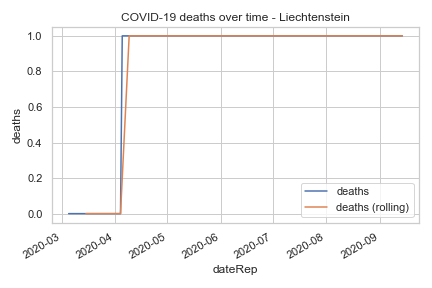 COVID-19 deaths over time - Liechtenstein
1.0
0.8
0.6
0.4
0.2
0.0
deaths
deaths
deaths (rolling)
2020-03
2020-04
2020-05
2020-06
2020-07
2020-08
2020-09
dateRep